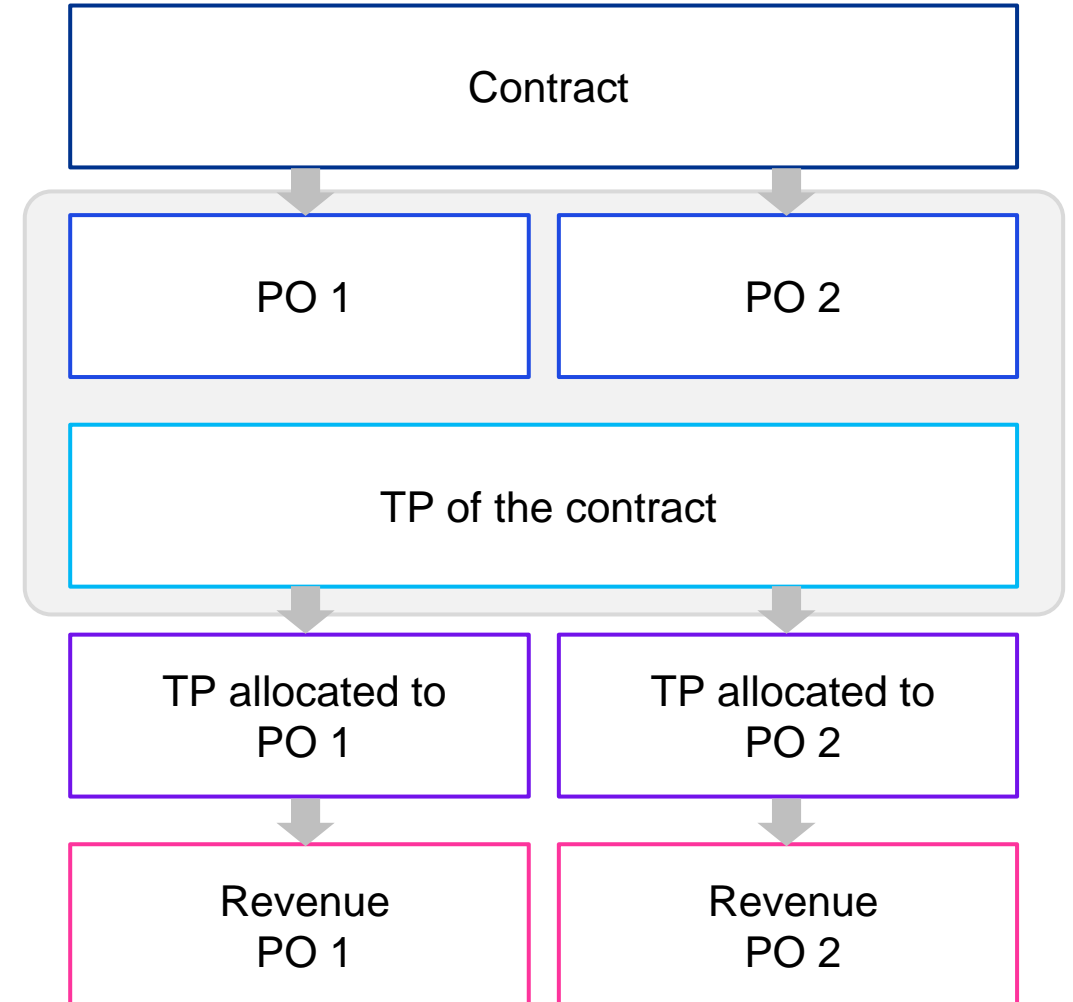 Contract
PO 1
PO 2
TP of the contract
TP allocated to
PO 1
TP allocated to
PO 2
Revenue
PO 1
Revenue
PO 2